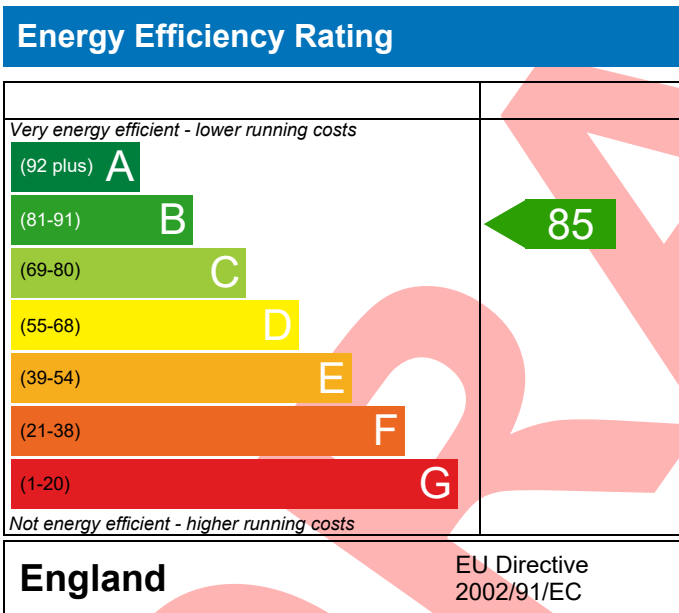 Energy Efficiency Rating
Very energy efficient - lower running costs
(92 plus) A
(81-91) B
85
(69-80) C
(55-68) D
(39-54) E
(21-38) F
(1-20) G
Not energy efficient - higher running costs
England
EU Directive
2002/91/EC